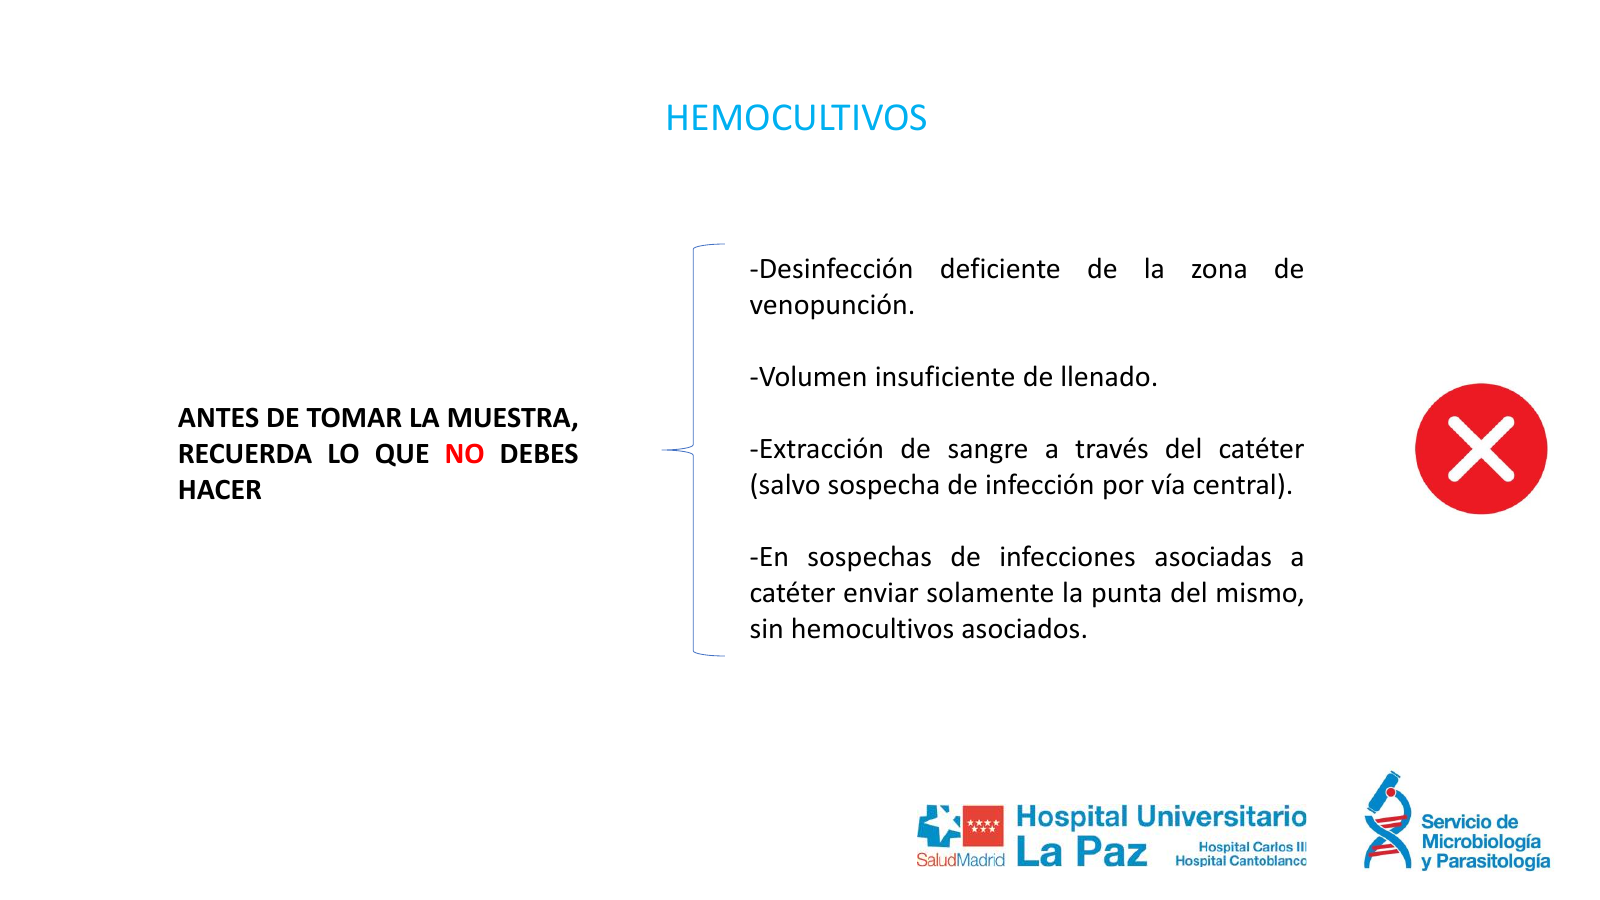 HEMOCULTIVOS
ANTES DE TOMAR LA MUESTRA,
RECUERDA LO QUE NO DEBES
HACER
-Desinfección deficiente de la zona de
venopunción.
-Volumen insuficiente de llenado.
-Extracción de sangre a través del catéter
(salvo sospecha de infección por vía central).
-En sospechas de infecciones asociadas a
catéter enviar solamente la punta del mismo,
sin hemocultivos asociados.
SaludMadrid
Hospital Universitario
La Paz
Hospital Carlos III
Hospital Cantoblanco
Servicio de
Microbiología
y Parasitología